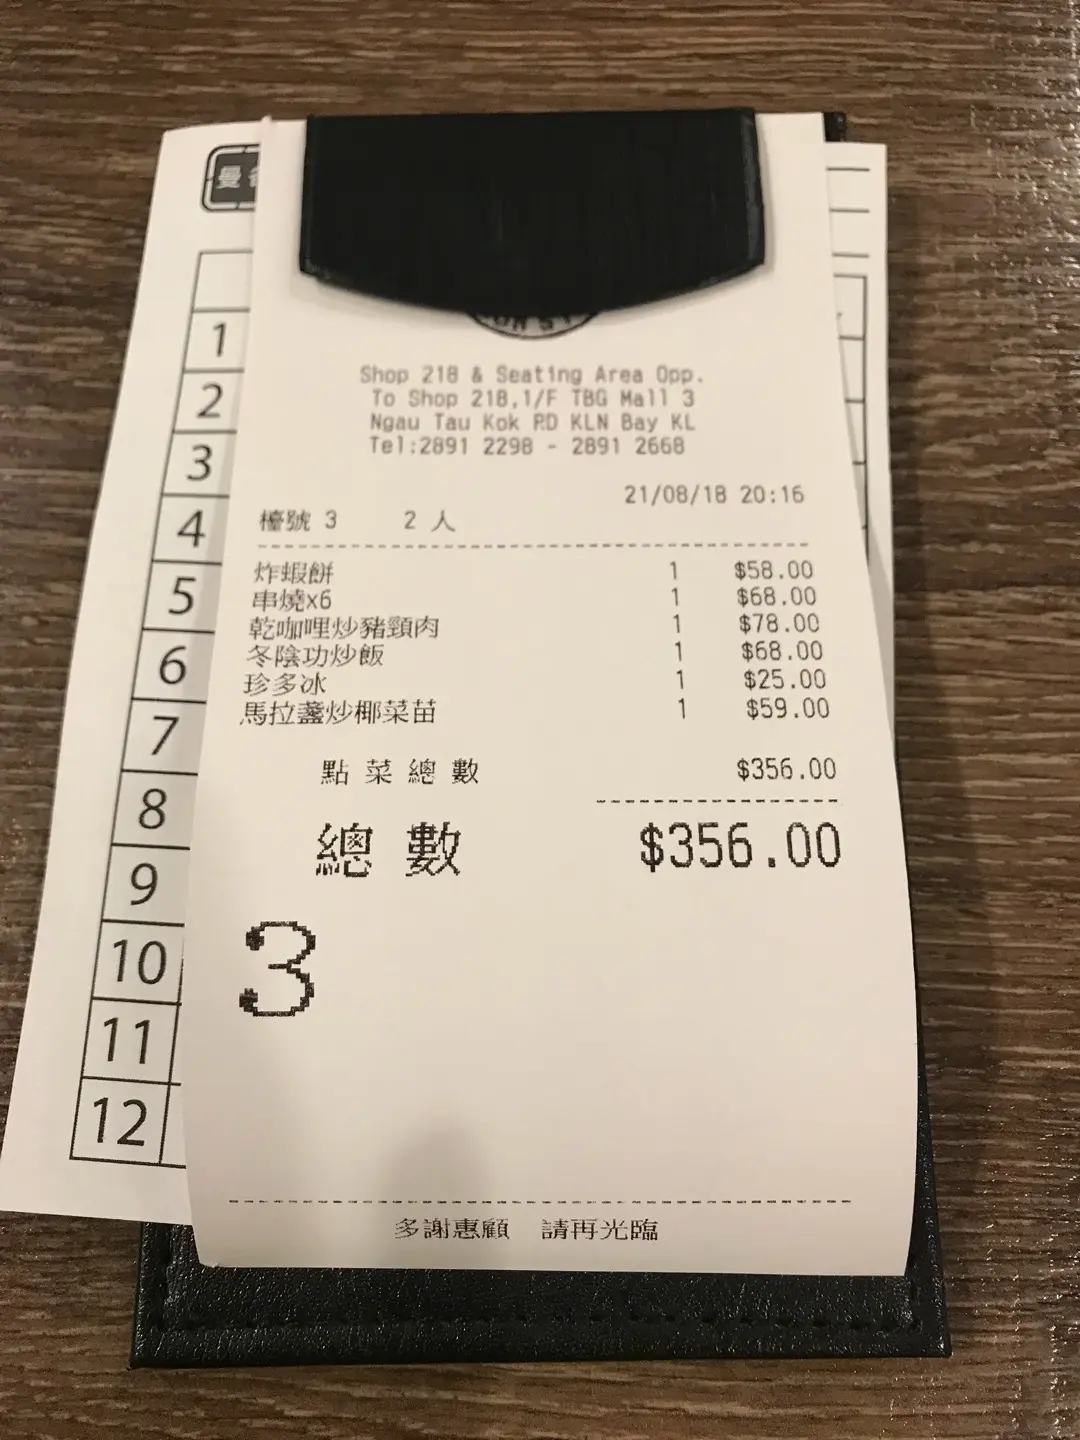 曼
Shop 218 & Seating Area Opp.
To Shop 218,1/F TBG Mall 3
Ngau Tau Kok RD KLN Bay KL
Tel:2891 2298 - 2891 2668
21/08/18 20:16
檯號 3 2 人
炸蝦餅 1 $58.00
串燒x6 1 $68.00
乾咖哩炒豬頸肉 1 $78.00
冬陰功炒飯 1 $68.00
珍多冰 1 $25.00
馬拉盞炒椰菜苗 1 $59.00
點菜總數 $356.00
總數 $356.00
3
多謝惠顧 請再光臨
1
2
3
4
5
6
7
8
9
10
11
12